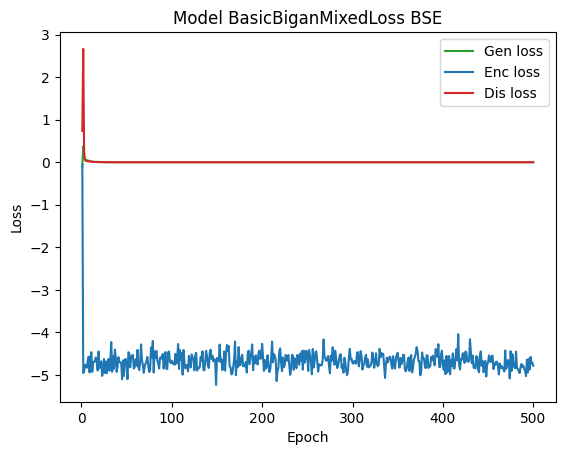 Model BasicBiganMixedLoss BSE
Gen loss
Enc loss
Dis loss
3
2
1
0
−1
−2
−3
−4
−5
Loss
0
100
200
300
400
500
Epoch